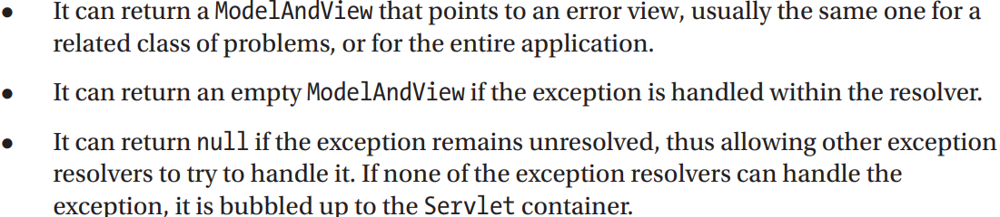 • It can return a ModelAndView that points to an error view, usually the same one for a
related class of problems, or for the entire application.
• It can return an empty ModelAndView if the exception is handled within the resolver.
• It can return null if the exception remains unresolved, thus allowing other exception
resolvers to try to handle it. If none of the exception resolvers can handle the
exception, it is bubbled up to the Servlet container.